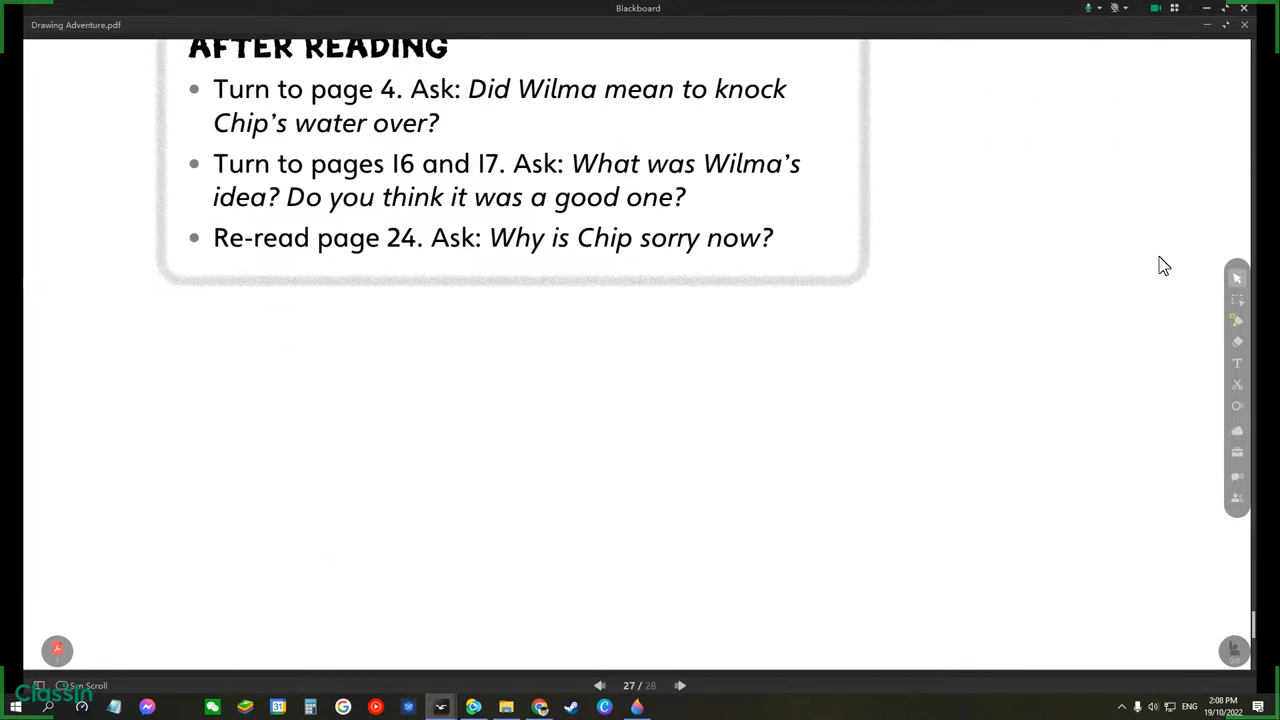 Blackboard
Drawing Adventure.pdf
AFTER READING
• Turn to page 4. Ask: Did Wilma mean to knock
Chip's water over?
• Turn to pages 16 and 17. Ask: What was Wilma's
idea? Do you think it was a good one?
• Re-read page 24. Ask: Why is Chip sorry now?
0/0
Syn Scroll
27 / 28
ClassIn
ENG
2:08 PM
19/10/2022